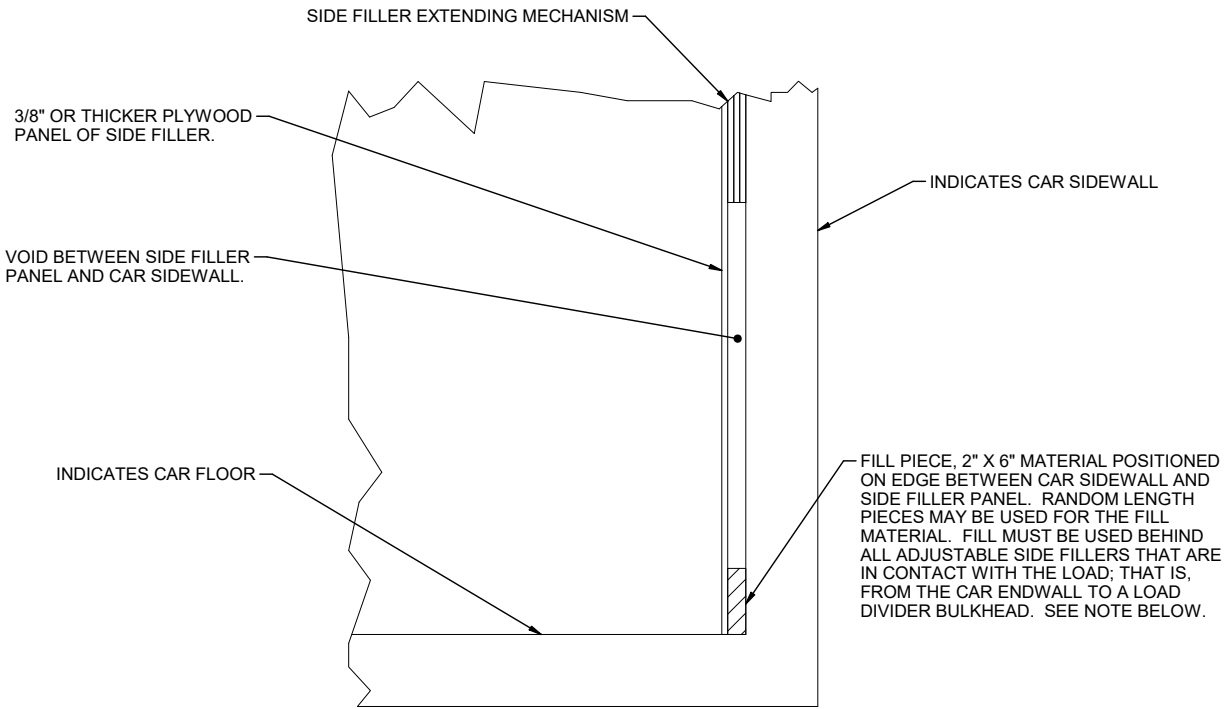 SIDE FILLER EXTENDING MECHANISM
3/8" OR THICKER PLYWOOD
PANEL OF SIDE FILLER.
INDICATES CAR SIDEWALL
VOID BETWEEN SIDE FILLER
PANEL AND CAR SIDEWALL.
INDICATES CAR FLOOR
FILL PIECE, 2" X 6" MATERIAL POSITIONED
ON EDGE BETWEEN CAR SIDEWALL AND
SIDE FILLER PANEL. RANDOM LENGTH
PIECES MAY BE USED FOR THE FILL
MATERIAL. FILL MUST BE USED BEHIND
ALL ADJUSTABLE SIDE FILLERS THAT ARE
IN CONTACT WITH THE LOAD; THAT IS,
FROM THE CAR ENDWALL TO A LOAD
DIVIDER BULKHEAD. SEE NOTE BELOW.